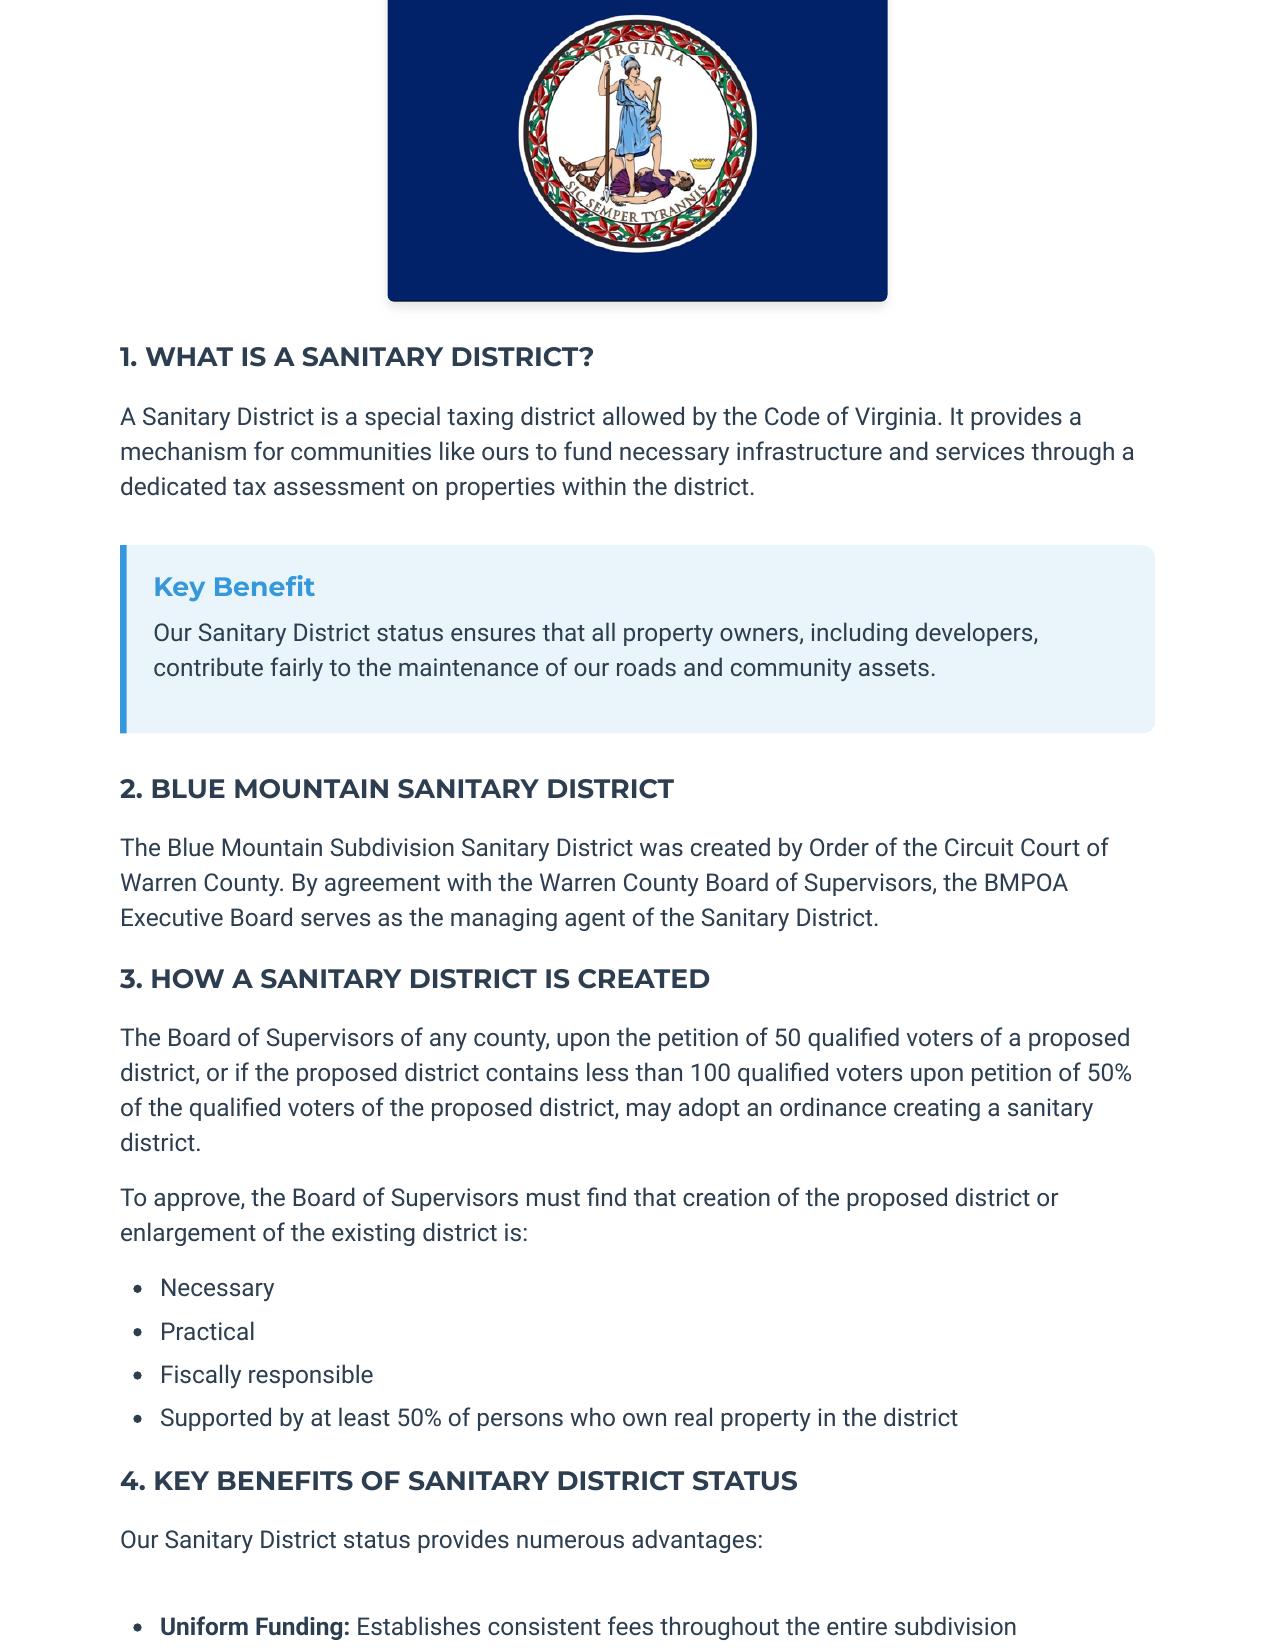 VIRGINIA
SIC SEMPER TYRANNIS
1. WHAT IS A SANITARY DISTRICT?
A Sanitary District is a special taxing district allowed by the Code of Virginia. It provides a
mechanism for communities like ours to fund necessary infrastructure and services through a
dedicated tax assessment on properties within the district.
Key Benefit
Our Sanitary District status ensures that all property owners, including developers,
contribute fairly to the maintenance of our roads and community assets.
2. BLUE MOUNTAIN SANITARY DISTRICT
The Blue Mountain Subdivision Sanitary District was created by Order of the Circuit Court of
Warren County. By agreement with the Warren County Board of Supervisors, the BMPOA
Executive Board serves as the managing agent of the Sanitary District.
3. HOW A SANITARY DISTRICT IS CREATED
The Board of Supervisors of any county, upon the petition of 50 qualified voters of a proposed
district, or if the proposed district contains less than 100 qualified voters upon petition of 50%
of the qualified voters of the proposed district, may adopt an ordinance creating a sanitary
district.
To approve, the Board of Supervisors must find that creation of the proposed district or
enlargement of the existing district is:
• Necessary
• Practical
• Fiscally responsible
• Supported by at least 50% of persons who own real property in the district
4. KEY BENEFITS OF SANITARY DISTRICT STATUS
Our Sanitary District status provides numerous advantages:
• Uniform Funding: Establishes consistent fees throughout the entire subdivision